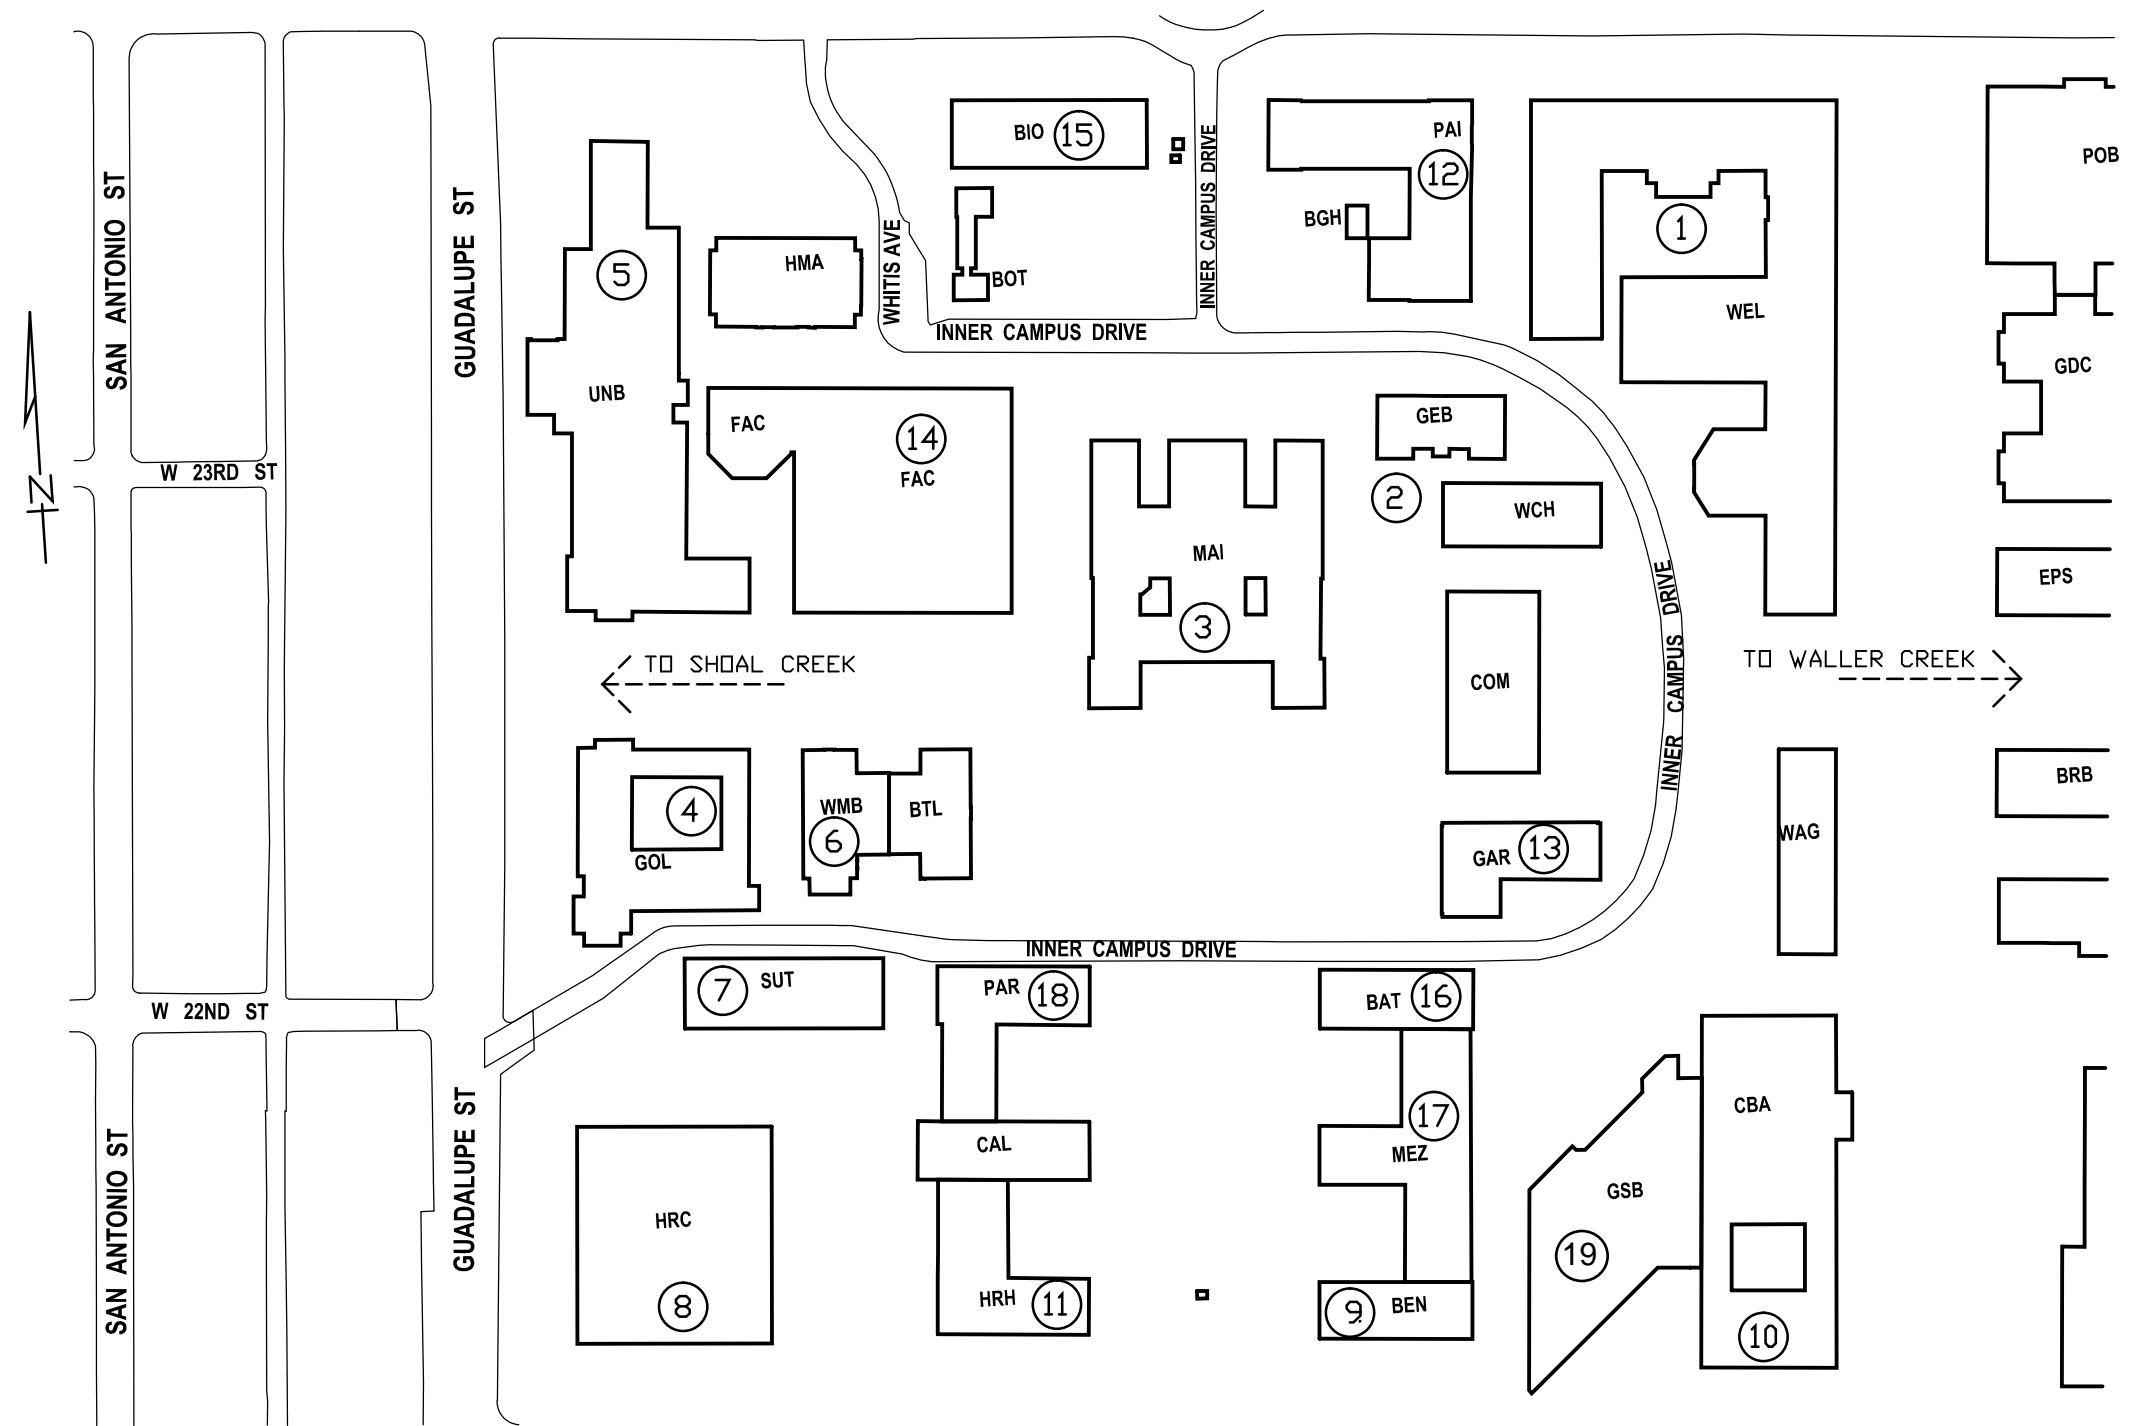 BIO
15
PAI
12
POB
SAN ANTONIO ST
GUADALUPE ST
INNER CAMPUS DRIVE
BGH
1
5
HMA
WHITIS AVE
BOT
INNER CAMPUS DRIVE
WEL
GDC
UNB
FAC
14
FAC
GEB
W 23RD ST
N
2
WCH
MAI
EPS
3
INNER CAMPUS DRIVE
TO SHOAL CREEK
TO WALLER CREEK
COM
4
GOL
WMB
6
BTL
BRB
WAG
GAR
13
INNER CAMPUS DRIVE
7
SUT
PAR
18
BAT
16
W 22ND ST
CAL
17
MEZ
CBA
SAN ANTONIO ST
GUADALUPE ST
HRC
GSB
19
8
HRH
11
9
BEN
10